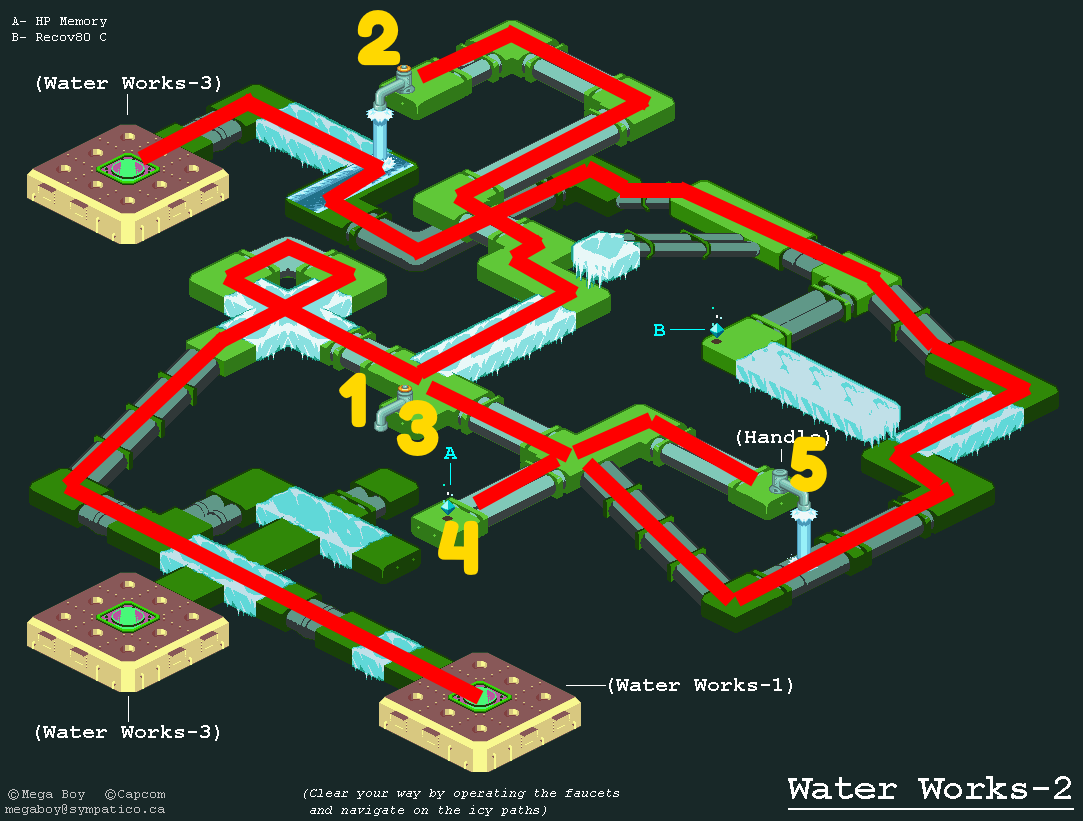 A- HP Memory
B- Recov80 C
2
(Water Works-3)
B
1
3
(Handle)
5
A
4
(Water Works-1)
(Water Works-3)
©Mega Boy ©Capcom
megaboy@sympatico.ca
(Clear your way by operating the faucets
and navigate on the icy paths)
Water Works-2